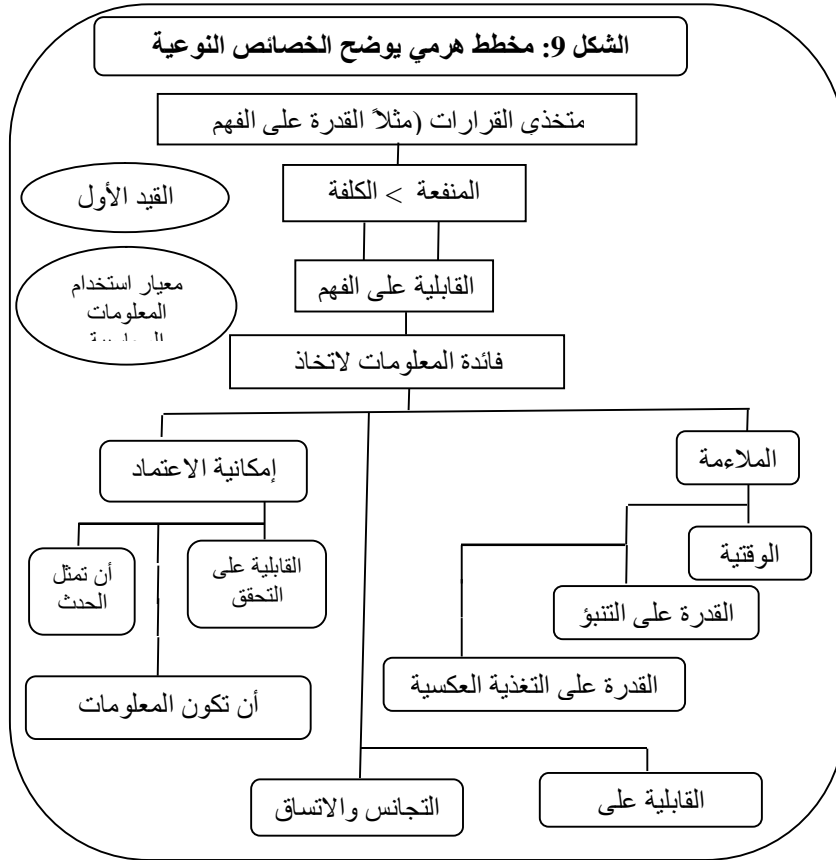 الشكل 9: مخطط هرمي يوضح الخصائص النوعية
متخذي القرارات (مثلاً القدرة على الفهم
المنفعة > الكلفة
القيد الأول
القابلية على الفهم
معيار استخدام
المعلومات
فائدة المعلومات لاتخاذ
الملاءمة
إمكانية الاعتماد
الوقتية
القابلية على
التحقق
أن تمثل
الحدث
القدرة على التنبؤ
القدرة على التغذية العكسية
أن تكون المعلومات
القابلية على
التجانس والاتساق